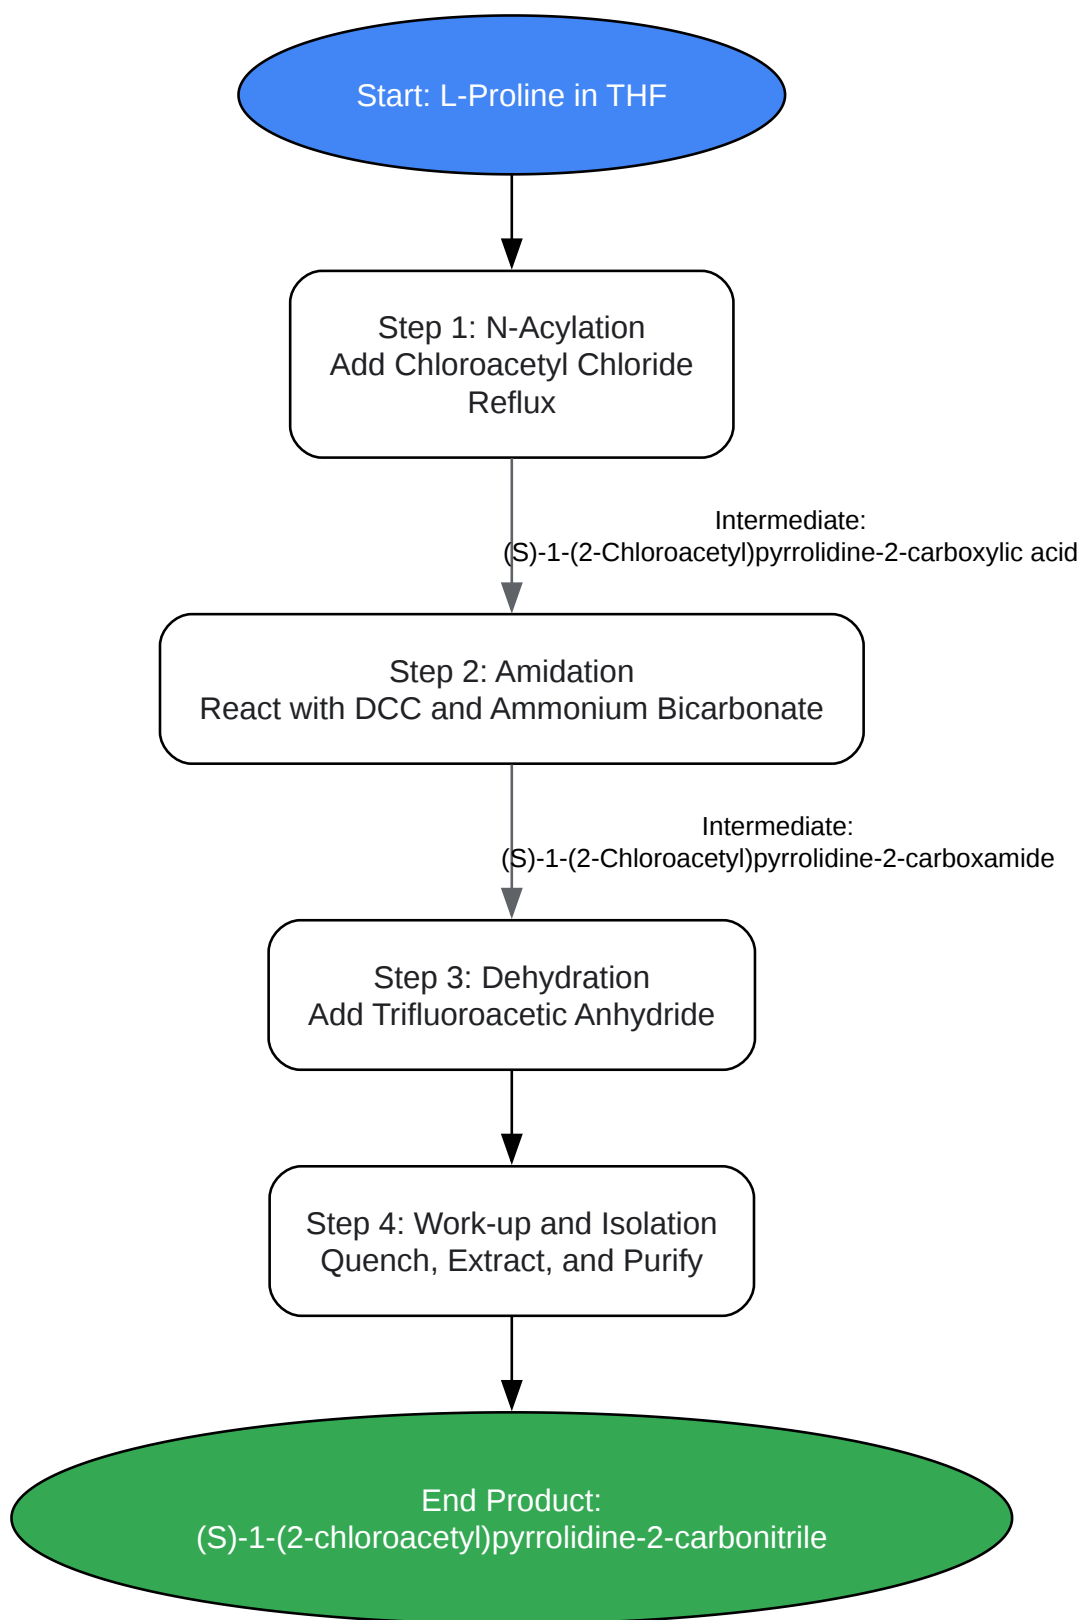 Start: L-Proline in THF
Step 1: N-Acylation
Add Chloroacetyl Chloride
Reflux
Intermediate:
(S)-1-(2-Chloroacetyl)pyrrolidine-2-carboxylic acid
Step 2: Amidation
React with DCC and Ammonium Bicarbonate
Intermediate:
(S)-1-(2-Chloroacetyl)pyrrolidine-2-carboxamide
Step 3: Dehydration
Add Trifluoroacetic Anhydride
Step 4: Work-up and Isolation
Quench, Extract, and Purify
End Product:
(S)-1-(2-chloroacetyl)pyrrolidine-2-carbonitrile